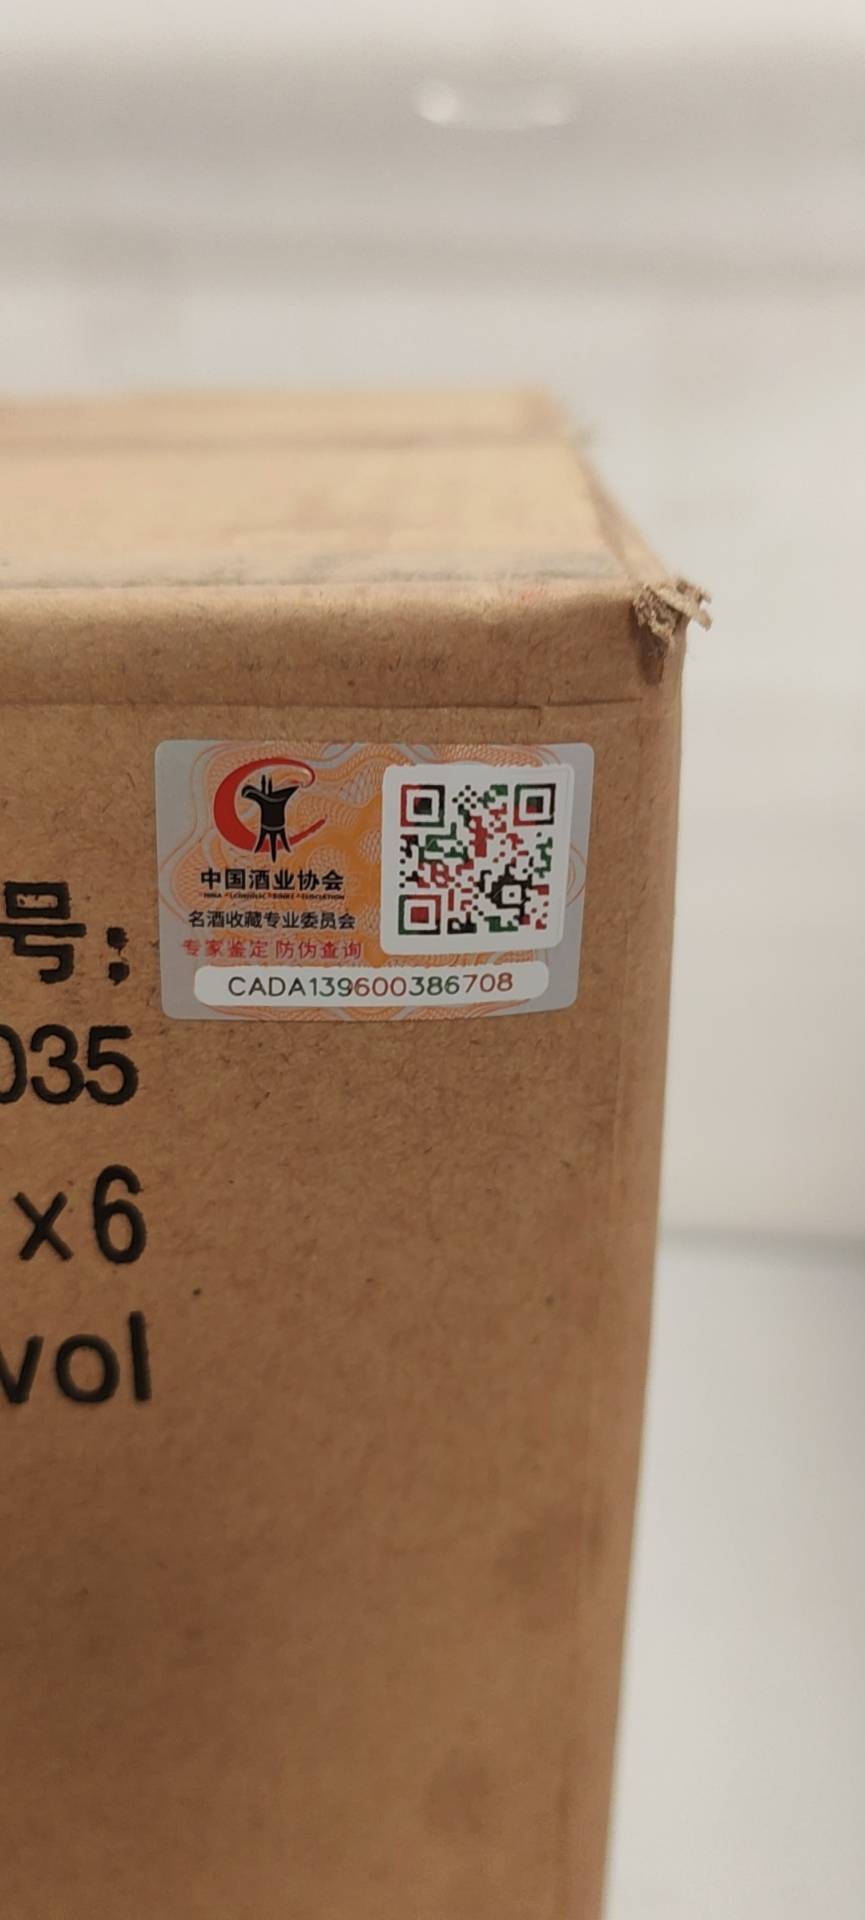 中国酒业协会
名酒收藏专业委员会
专家鉴定 防伪查询
CADA139600386708
号:
035
x6
vol